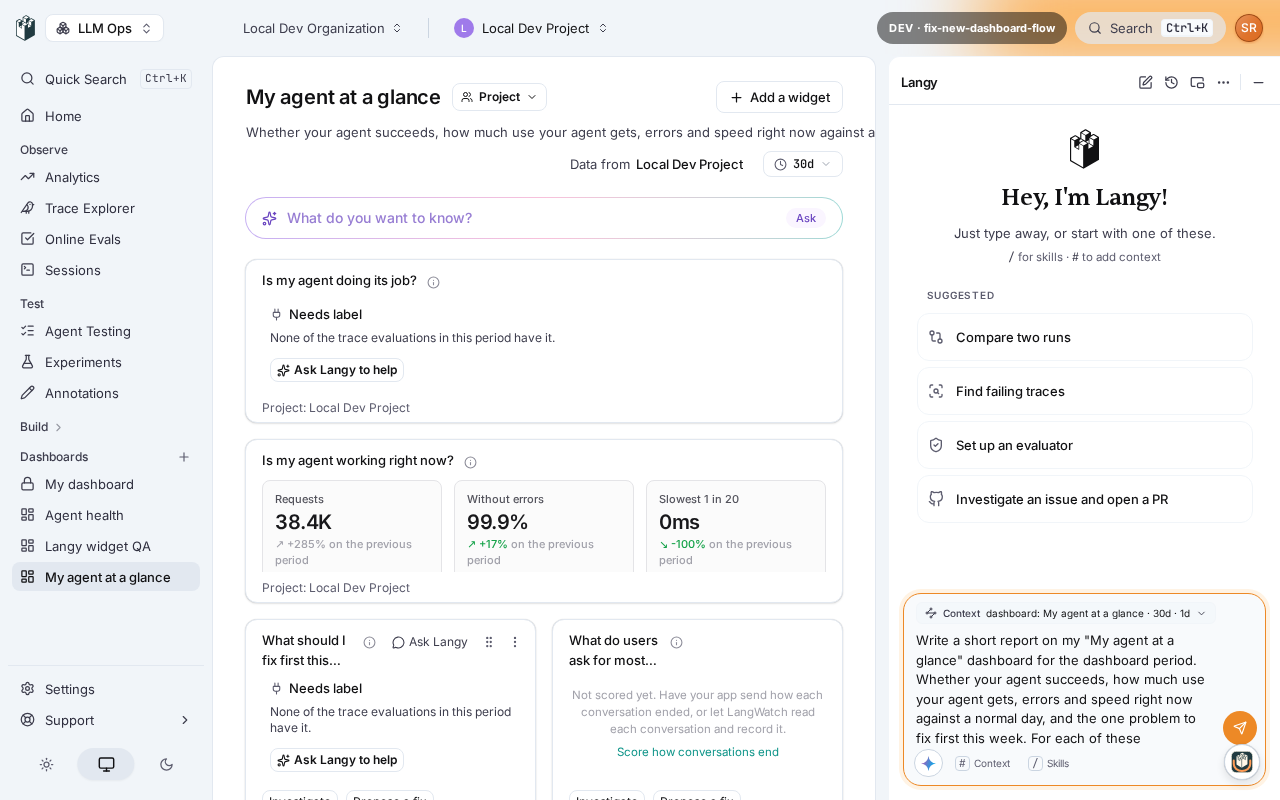 LLM Ops
Local Dev Organization
L
Local Dev Project
DEV · fix-new-dashboard-flow
Search Ctrl+K
SR
Quick Search Ctrl+K
Home
Observe
Analytics
Trace Explorer
Online Evals
Sessions
Test
Agent Testing
Experiments
Annotations
Build
Dashboards
My dashboard
Agent health
Langy widget QA
My agent at a glance
Settings
Support
My agent at a glance
Project
Add a widget
Whether your agent succeeds, how much use your agent gets, errors and speed right now against a
Data from Local Dev Project
30d
What do you want to know?
Ask
Is my agent doing its job?
Needs label
None of the trace evaluations in this period have it.
Ask Langy to help
Project: Local Dev Project
Is my agent working right now?
Requests
38.4K
↗ +285% on the previous
period
Without errors
99.9%
↗ +17% on the previous
period
Slowest 1 in 20
0ms
↘ -100% on the previous
period
Project: Local Dev Project
What should I
fix first this...
Ask Langy
Needs label
None of the trace evaluations in this period
have it.
Ask Langy to help
Investigate
Propose a fix
What do users
ask for most...
Not scored yet. Have your app send how each
conversation ended, or let LangWatch read
each conversation and record it.
Score how conversations end
Investigate
Propose a fix
Langy
Hey, I'm Langy!
Just type away, or start with one of these.
/ for skills · # to add context
SUGGESTED
Compare two runs
Find failing traces
Set up an evaluator
Investigate an issue and open a PR
Context dashboard: My agent at a glance · 30d · 1d
Write a short report on my "My agent at a
glance" dashboard for the dashboard period.
Whether your agent succeeds, how much use
your agent gets, errors and speed right now
against a normal day, and the one problem to
fix first this week. For each of these
# Context
/ Skills